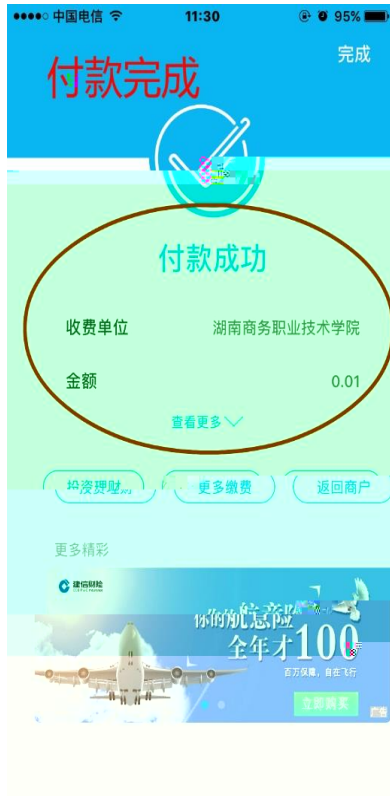 中国电信 11:30 95%
完成
付款完成
付款成功
收费单位 湖南商务职业技术学院
金额 0.01
查看更多
投资理财 更多缴费 返回商户
更多精彩
建信财险
你的航意险
全年才100
百万保障，自在飞行
立即购买